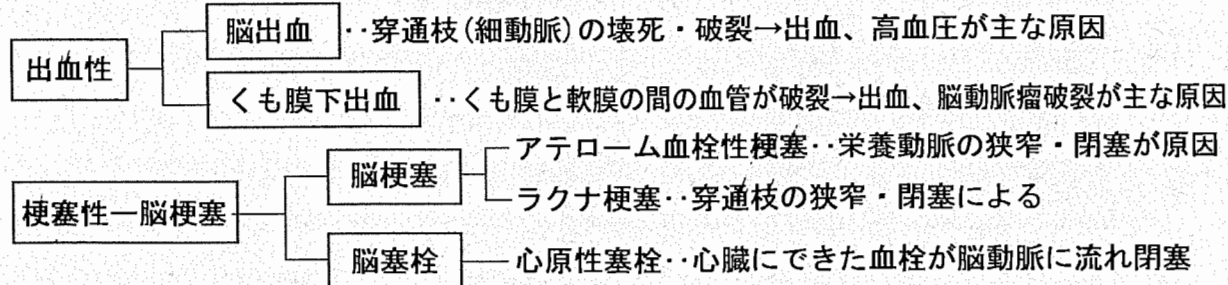 出血性
脳出血 ‥穿通枝(細動脈)の壊死・破裂→出血、高血圧が主な原因
くも膜下出血 ‥くも膜と軟膜の間の血管が破裂→出血、脳動脈瘤破裂が主な原因
梗塞性ー脳梗塞
脳梗塞
アテローム血栓性梗塞‥栄養動脈の狭窄・閉塞が原因
ラクナ梗塞‥穿通枝の狭窄・閉塞による
脳塞栓
心原性塞栓‥心臓にできた血栓が脳動脈に流れ閉塞